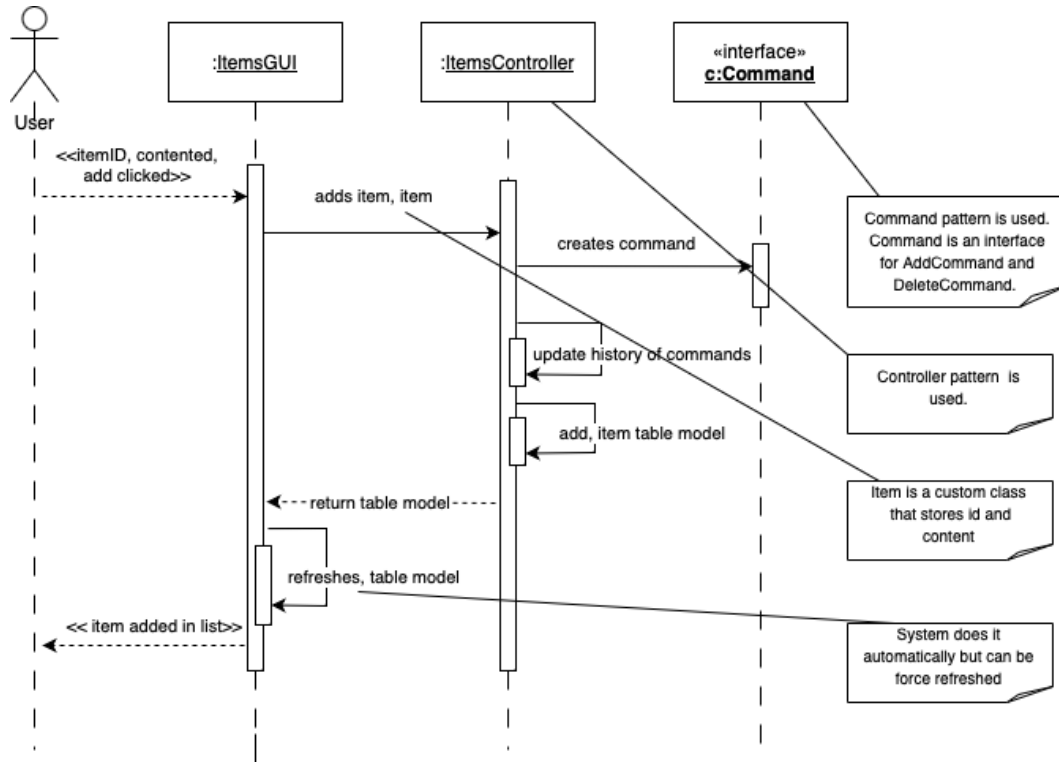 :ItemsGUI
:ItemsController
«interface»
c:Command
User
<<itemID, contented,
add clicked>>
adds item, item
creates command
Command pattern is used.
Command is an interface
for AddCommand and
DeleteCommand.
update history of commands
Controller pattern is
used.
add, item table model
return table model
Item is a custom class
that stores id and
content
refreshes, table model
<< item added in list>>
System does it
automatically but can be
force refreshed